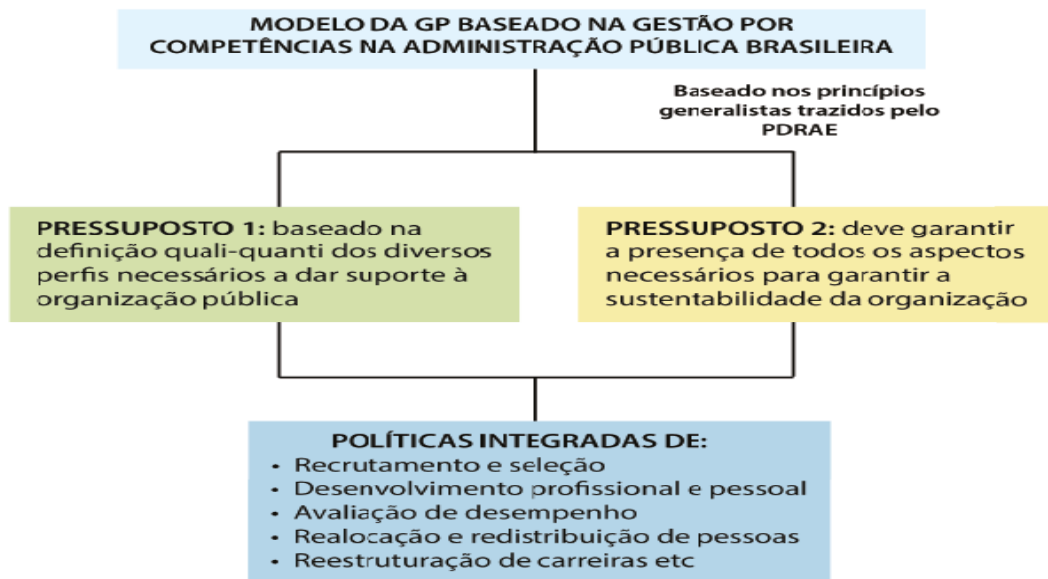 MODELO DA GP BASEADO NA GESTÃO POR
COMPETÊNCIAS NA ADMINISTRAÇÃO PÚBLICA BRASILEIRA
Baseado nos princípios
generalistas trazidos pelo
PDRAE
PRESSUPOSTO 1: baseado na
definição quali-quanti dos diversos
perfis necessários a dar suporte à
organização pública
PRESSUPOSTO 2: deve garantir
a presença de todos os aspectos
necessários para garantir a
sustentabilidade da organização
POLÍTICAS INTEGRADAS DE:
• Recrutamento e seleção
• Desenvolvimento profissional e pessoal
• Avaliação de desempenho
• Realocação e redistribuição de pessoas
• Reestruturação de carreiras etc